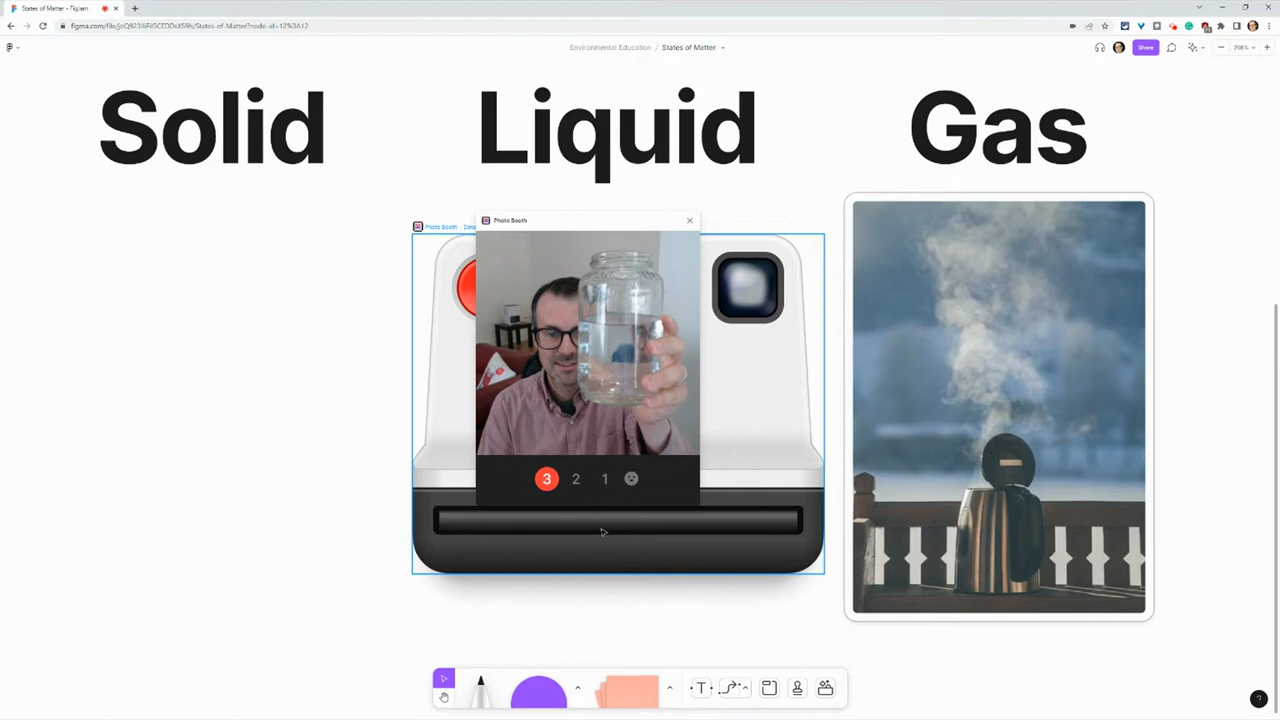 States of Matter - FigJam
Environmental Education / States of Matter
Share
Solid
Liquid
Gas
Photo Booth
Photo Booth
3
2
1
T
?